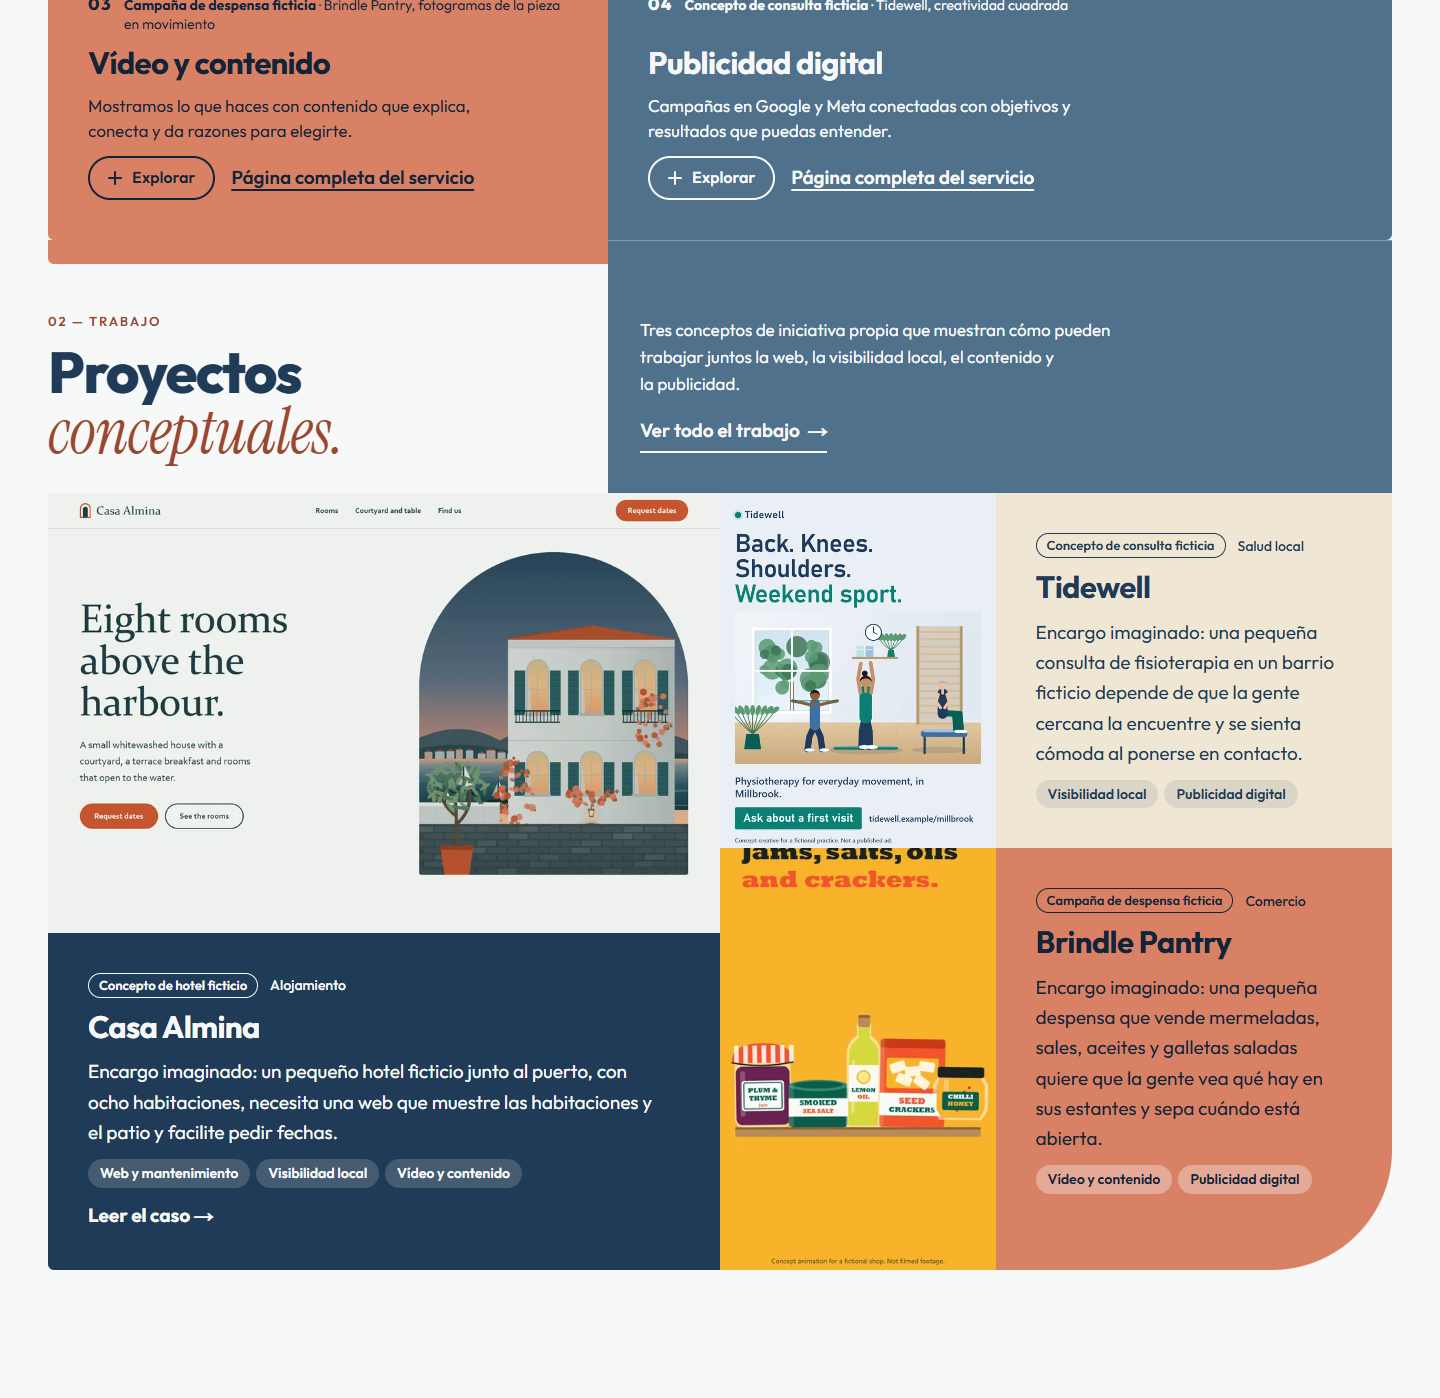 03 Campaña de despensa ficticia · Brindle Pantry, fotogramas de la pieza
en movimiento
Vídeo y contenido
Mostramos lo que haces con contenido que explica,
conecta y da razones para elegirte.
+ Explorar
Página completa del servicio
04 Concepto de consulta ficticia · Tidewell, creatividad cuadrada
Publicidad digital
Campañas en Google y Meta conectadas con objetivos y
resultados que puedas entender.
+ Explorar
Página completa del servicio
02 — TRABAJO
Proyectos
conceptuales.
Tres conceptos de iniciativa propia que muestran cómo pueden
trabajar juntos la web, la visibilidad local, el contenido y
la publicidad.
Ver todo el trabajo →
Casa Almina
Rooms
Courtyard and table
Find us
Request dates
Eight rooms
above the
harbour.
A small whitewashed house with a
courtyard, a terrace breakfast and rooms
that open to the water.
Request dates
See the rooms
Concepto de hotel ficticio
Alojamiento
Casa Almina
Encargo imaginado: un pequeño hotel ficticio junto al puerto, con
ocho habitaciones, necesita una web que muestre las habitaciones y
el patio y facilite pedir fechas.
Web y mantenimiento
Visibilidad local
Vídeo y contenido
Leer el caso →
Tidewell
Back. Knees.
Shoulders.
Weekend sport.
Physiotherapy for everyday movement, in
Millbrook.
Ask about a first visit
tidewell.example/millbrook
Concept creative for a fictional practice. Not a published ad.
Concepto de consulta ficticia
Salud local
Tidewell
Encargo imaginado: una pequeña
consulta de fisioterapia en un barrio
ficticio depende de que la gente
cercana la encuentre y se sienta
cómoda al ponerse en contacto.
Visibilidad local
Publicidad digital
Jams, salts, oils
and crackers.
PLUM &
THYME
Jam
SMOKED
SEA SALT
LEMON
OIL
SEED
CRACKERS
CHILLI
HONEY
Concept animation for a fictional shop. Not filmed footage.
Campaña de despensa ficticia
Comercio
Brindle Pantry
Encargo imaginado: una pequeña
despensa que vende mermeladas,
sales, aceites y galletas saladas
quiere que la gente vea qué hay en
sus estantes y sepa cuándo está
abierta.
Vídeo y contenido
Publicidad digital